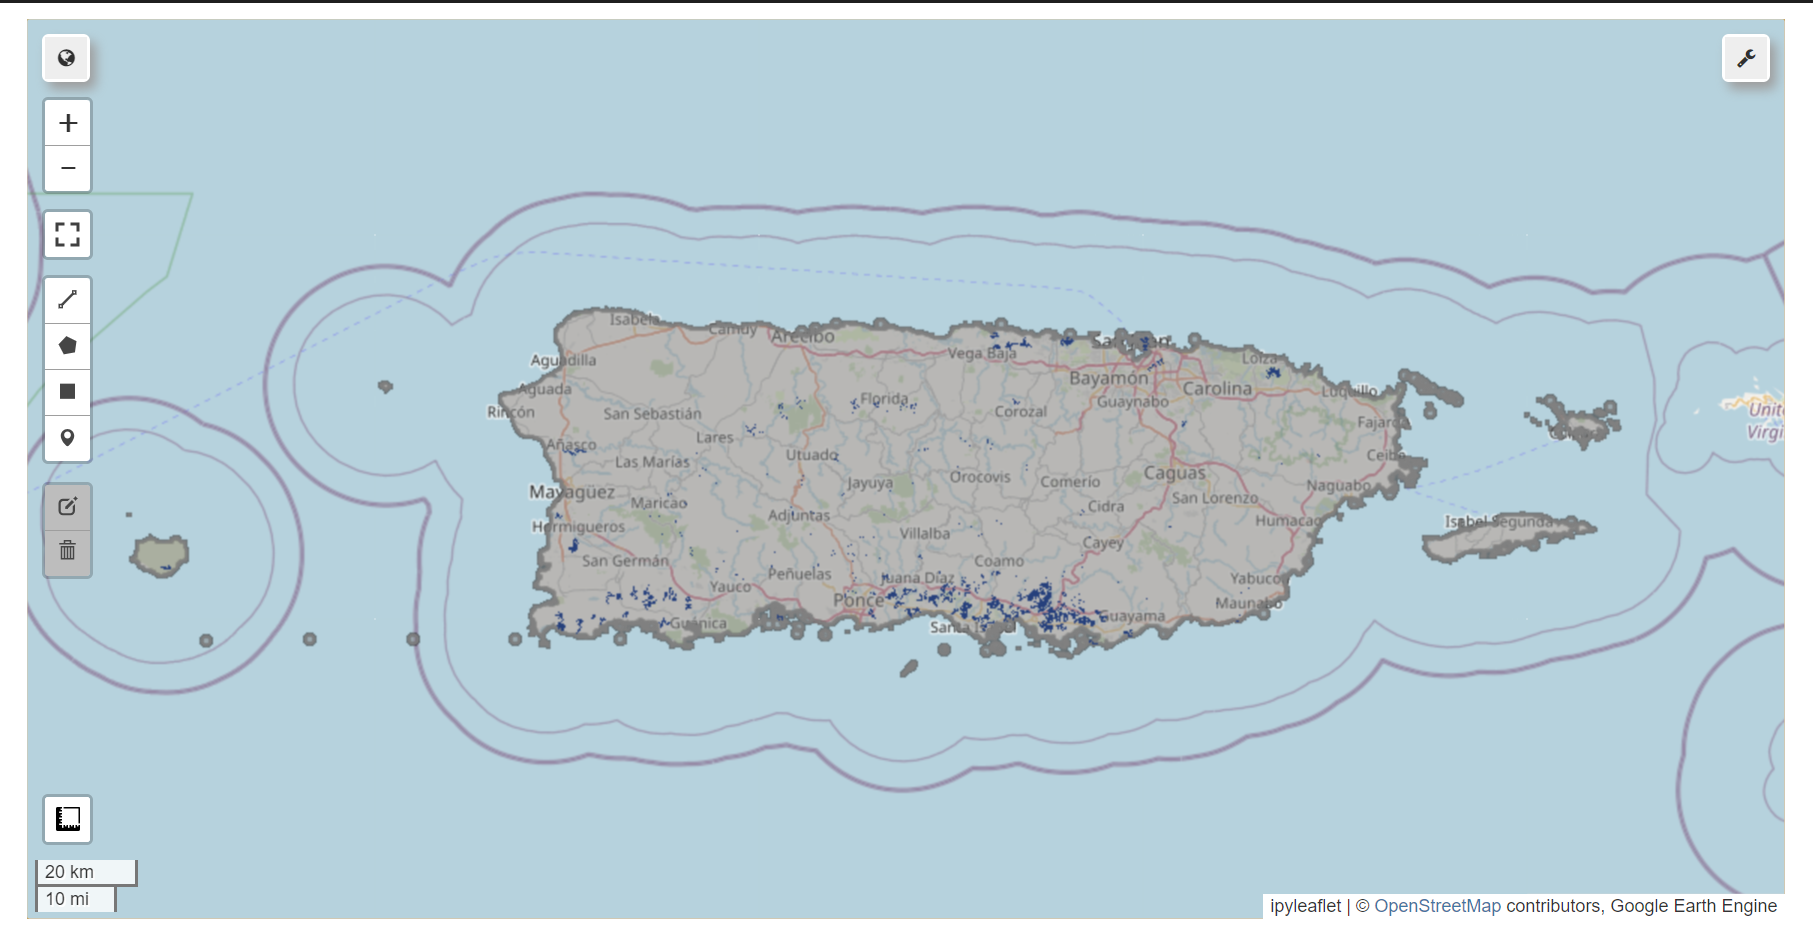 Isabela
Camuy
Arecibo
Vega Baja
Loíza
Aguadilla
Bayamón
Carolina
Luquillo
Aguada
Florida
Guaynabo
Rincón
San Sebastián
Corozal
Fajardo
Unit
Virgi
Añasco
Lares
Utuado
Ceiba
Las Marías
Jayuya
Orocovis
Comerío
Caguas
Naguabo
Mayagüez
Maricao
Cidra
San Lorenzo
Hormigueros
Adjuntas
Villalba
Humacao
Isabel Segunda
San Germán
Coamo
Cayey
Peñuelas
Juana Díaz
Yauco
Yabuco
Ponce
Maunabo
Guánica
Guayama
20 km
10 mi
ipyleaflet | © OpenStreetMap contributors, Google Earth Engine